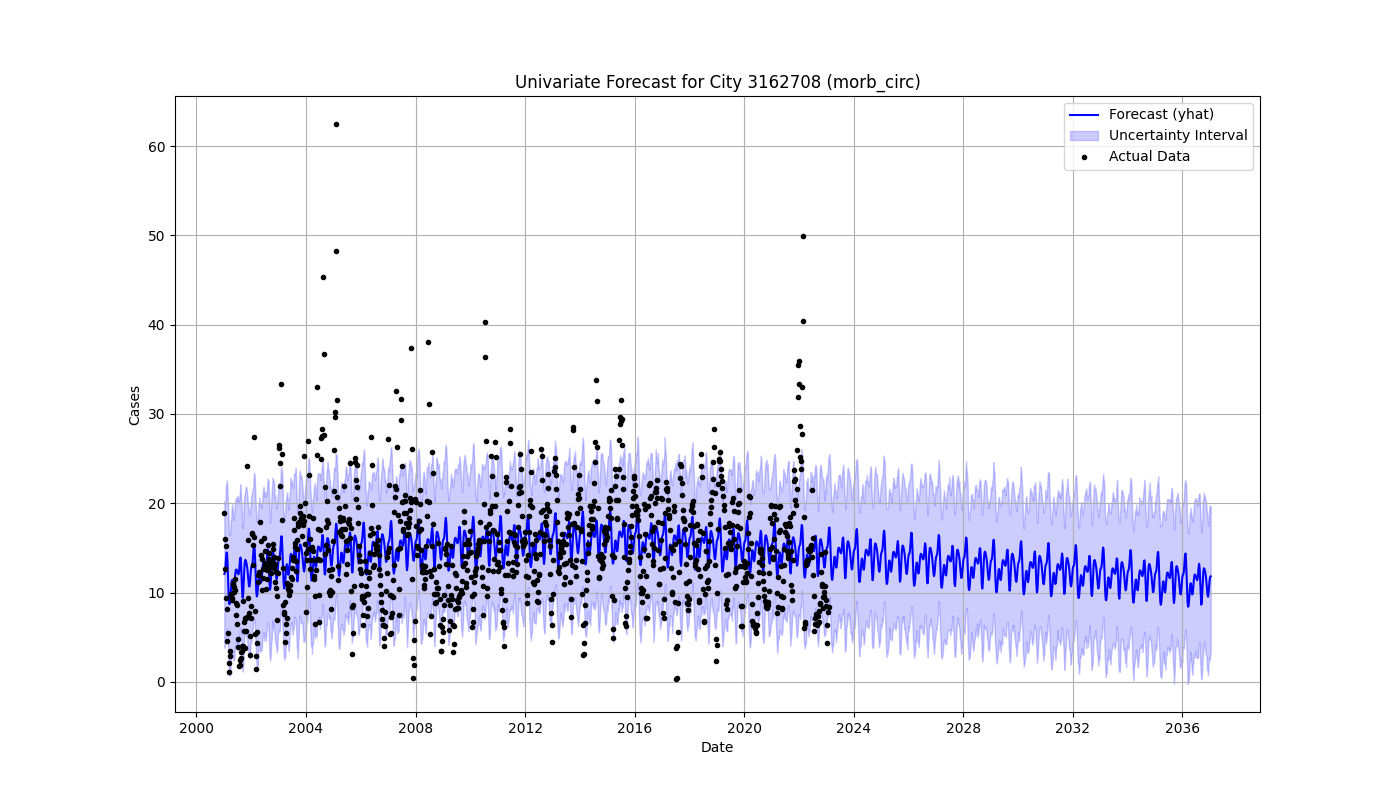 Univariate Forecast for City 3162708 (morb_circ)
Forecast (yhat)
Uncertainty Interval
Actual Data
Cases
60
50
40
30
20
10
0
2000 2004 2008 2012 2016 2020 2024 2028 2032 2036
Date